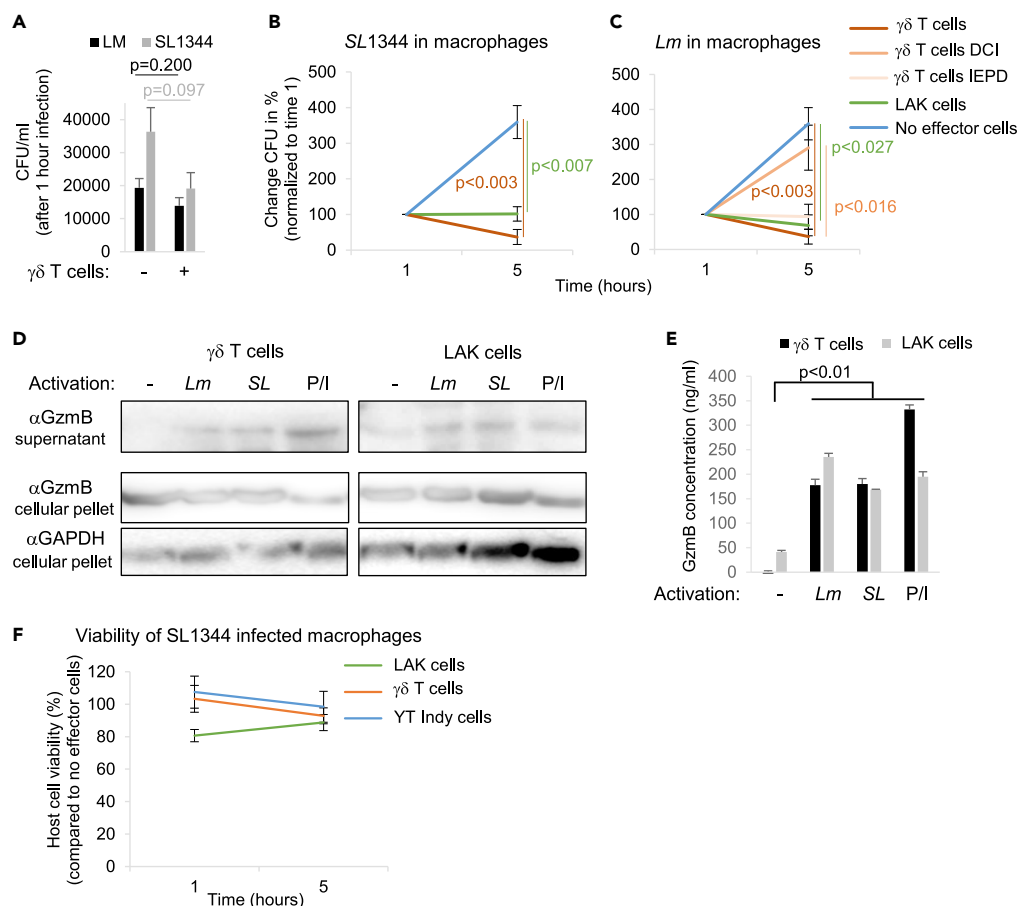 A
LM SL1344
p=0.200
p=0.097
CFU/ml
(after 1 hour infection)
40000
30000
20000
10000
0
γδ T cells: - +
B
SL1344 in macrophages
Change CFU in %
(normalized to time 1)
500
400
300
200
100
0
p<0.003
p<0.007
1 5
C
Lm in macrophages
500
400
300
200
100
0
p<0.003
p<0.027
p<0.016
1 5
Time (hours)
γδ T cells
γδ T cells DCI
γδ T cells IEPD
LAK cells
No effector cells
D
γδ T cells LAK cells
Activation: - Lm SL P/I - Lm SL P/I
αGzmB
supernatant
αGzmB
cellular pellet
αGAPDH
cellular pellet
E
γδ T cells LAK cells
p<0.01
GzmB concentration (ng/ml)
350
300
250
200
150
100
50
0
Activation: - Lm SL P/I
F
Viability of SL1344 infected macrophages
Host cell viability (%)
(compared to no effector cells)
120
100
80
60
40
20
0
1 5
Time (hours)
LAK cells
γδ T cells
YT Indy cells